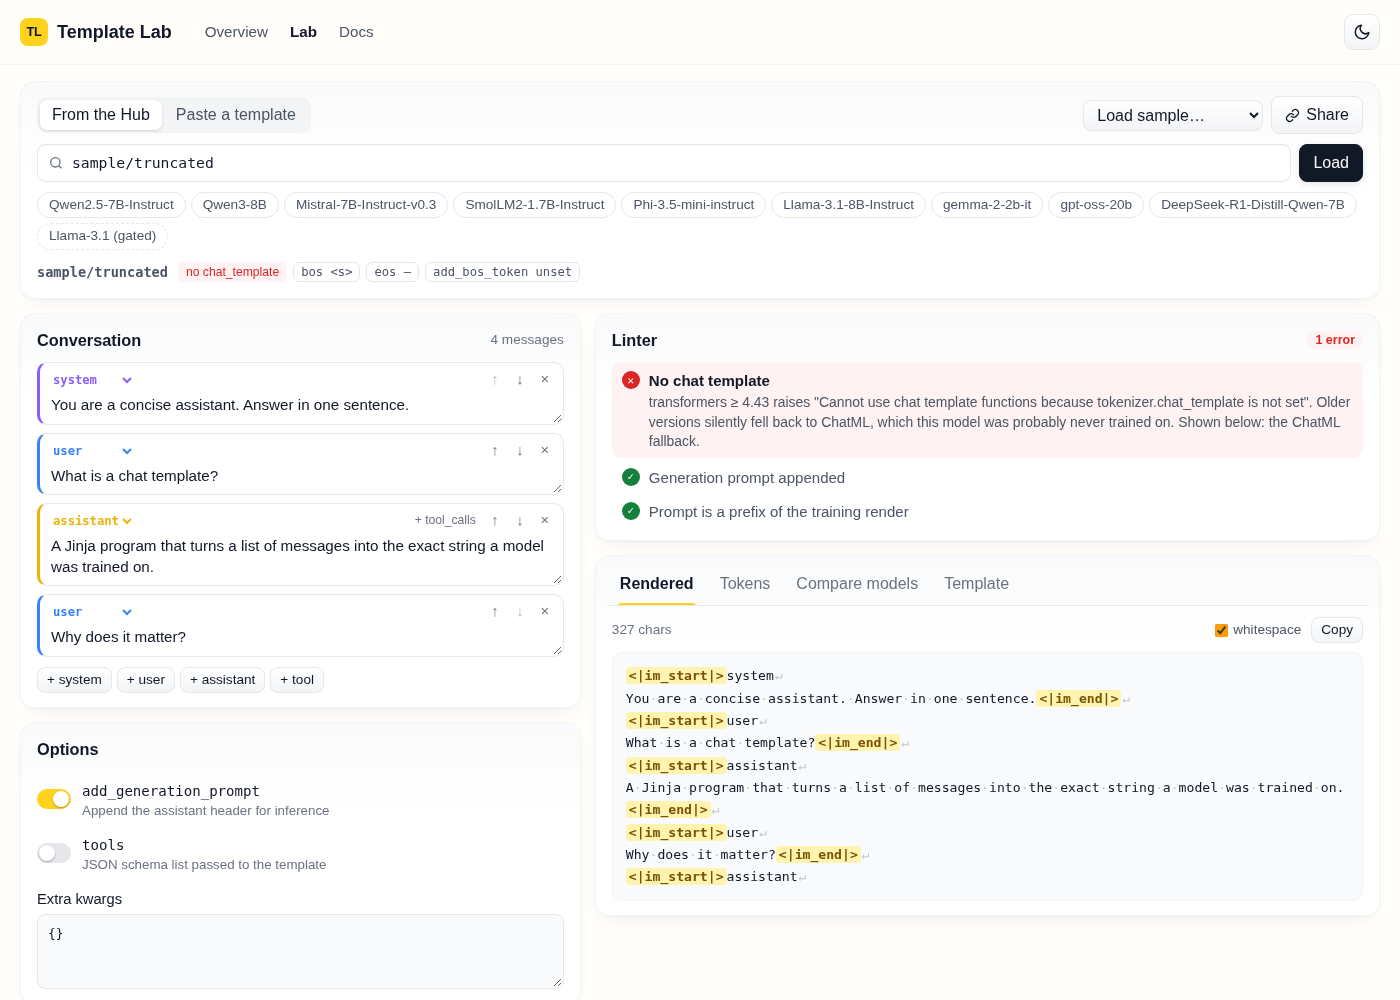 TL Template Lab Overview Lab Docs
From the Hub Paste a template Load sample… Share
sample/truncated Load
Qwen2.5-7B-Instruct Qwen3-8B Mistral-7B-Instruct-v0.3 SmolLM2-1.7B-Instruct Phi-3.5-mini-instruct Llama-3.1-8B-Instruct gemma-2-2b-it gpt-oss-20b DeepSeek-R1-Distill-Qwen-7B
Llama-3.1 (gated)
sample/truncated no chat_template bos <s> eos — add_bos_token unset
Conversation 4 messages
system ↑ ↓ ×
You are a concise assistant. Answer in one sentence.
user ↑ ↓ ×
What is a chat template?
assistant + tool_calls ↑ ↓ ×
A Jinja program that turns a list of messages into the exact string a model
was trained on.
user ↑ ↓ ×
Why does it matter?
+ system + user + assistant + tool
Options
add_generation_prompt
Append the assistant header for inference
tools
JSON schema list passed to the template
Extra kwargs
{}
Linter 1 error
No chat template
transformers ≥ 4.43 raises "Cannot use chat template functions because tokenizer.chat_template is not set". Older
versions silently fell back to ChatML, which this model was probably never trained on. Shown below: the ChatML
fallback.
Generation prompt appended
Prompt is a prefix of the training render
Rendered Tokens Compare models Template
327 chars whitespace Copy
<|im_start|>system↵
You·are·a·concise·assistant.·Answer·in·one·sentence.<|im_end|>↵
<|im_start|>user↵
What·is·a·chat·template?<|im_end|>↵
<|im_start|>assistant↵
A·Jinja·program·that·turns·a·list·of·messages·into·the·exact·string·a·model·was·trained·on.
<|im_end|>↵
<|im_start|>user↵
Why·does·it·matter?<|im_end|>↵
<|im_start|>assistant↵